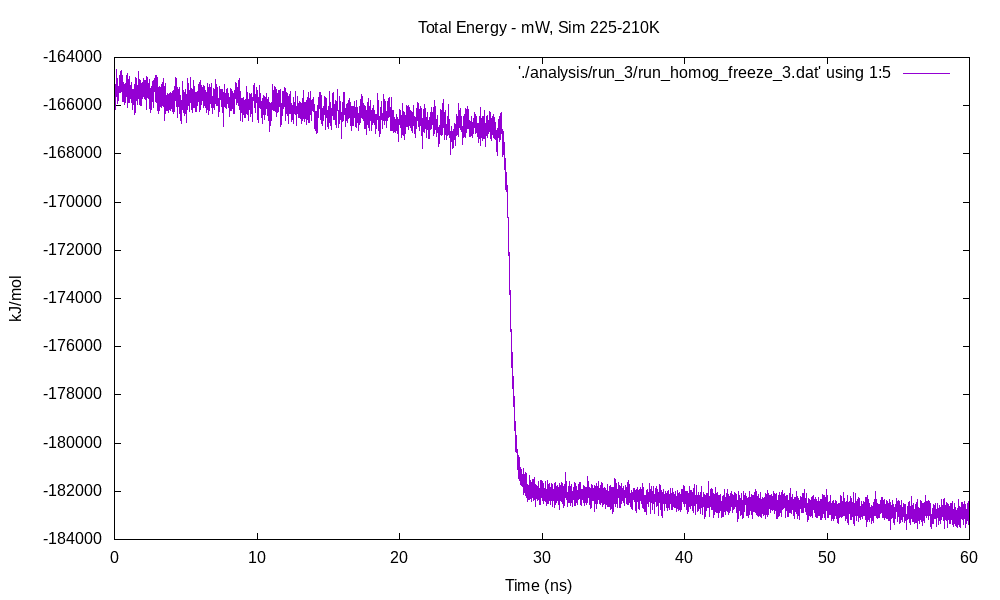 Total Energy - mW, Sim 225-210K
'./analysis/run_3/run_homog_freeze_3.dat' using 1:5
-164000
-166000
-168000
-170000
-172000
-174000
-176000
-178000
-180000
-182000
-184000
kJ/mol
0 10 20 30 40 50 60
Time (ns)